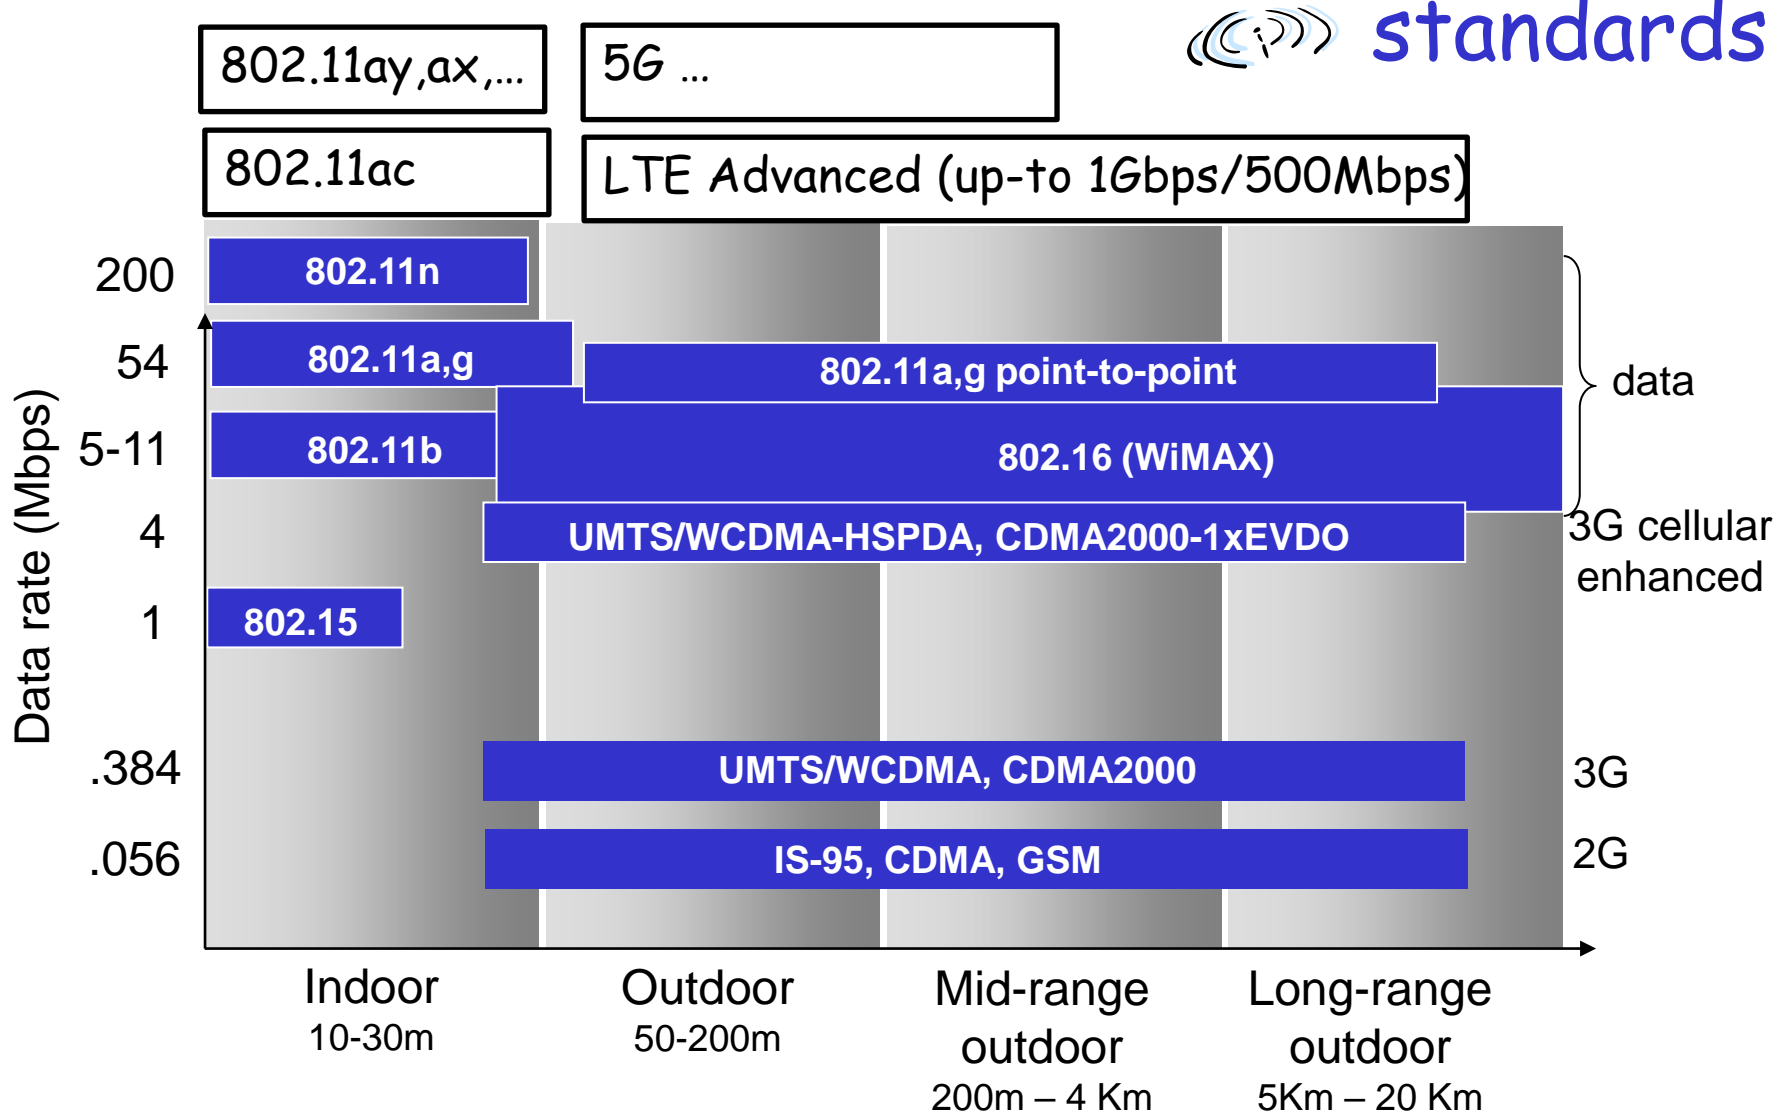 standards
802.11ay,ax,...
5G ...
802.11ac
LTE Advanced (up-to 1Gbps/500Mbps)
200
802.11n
54
802.11a,g
802.11a,g point-to-point
data
5-11
802.11b
802.16 (WiMAX)
Data rate (Mbps)
4
UMTS/WCDMA-HSPDA, CDMA2000-1xEVDO
3G cellular
enhanced
1
802.15
.384
UMTS/WCDMA, CDMA2000
3G
.056
IS-95, CDMA, GSM
2G
Indoor
10-30m
Outdoor
50-200m
Mid-range
outdoor
200m – 4 Km
Long-range
outdoor
5Km – 20 Km